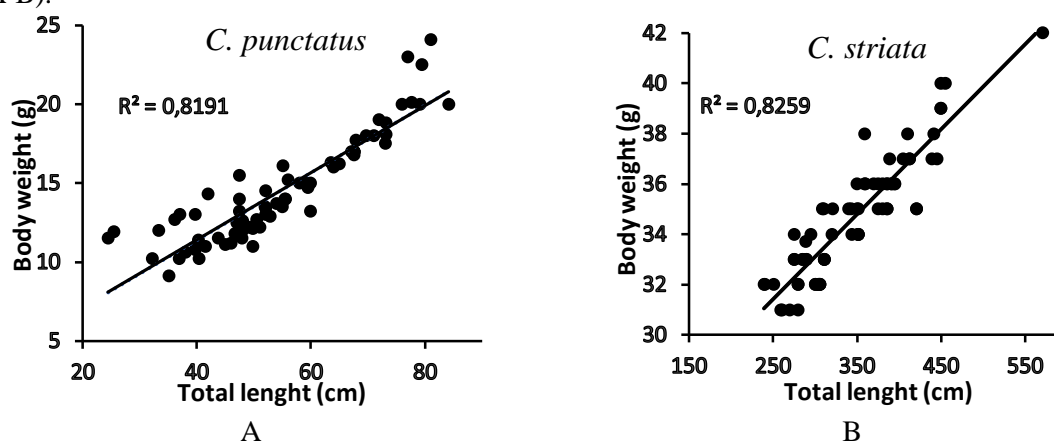 25
C. punctatus
R² = 0,8191
20
15
10
5
Body weight (g)
20 40 60 80
Total lenght (cm)
A
42
C. striata
40
R² = 0,8259
38
36
34
32
30
Body weight (g)
150 250 350 450 550
Total lenght (cm)
B